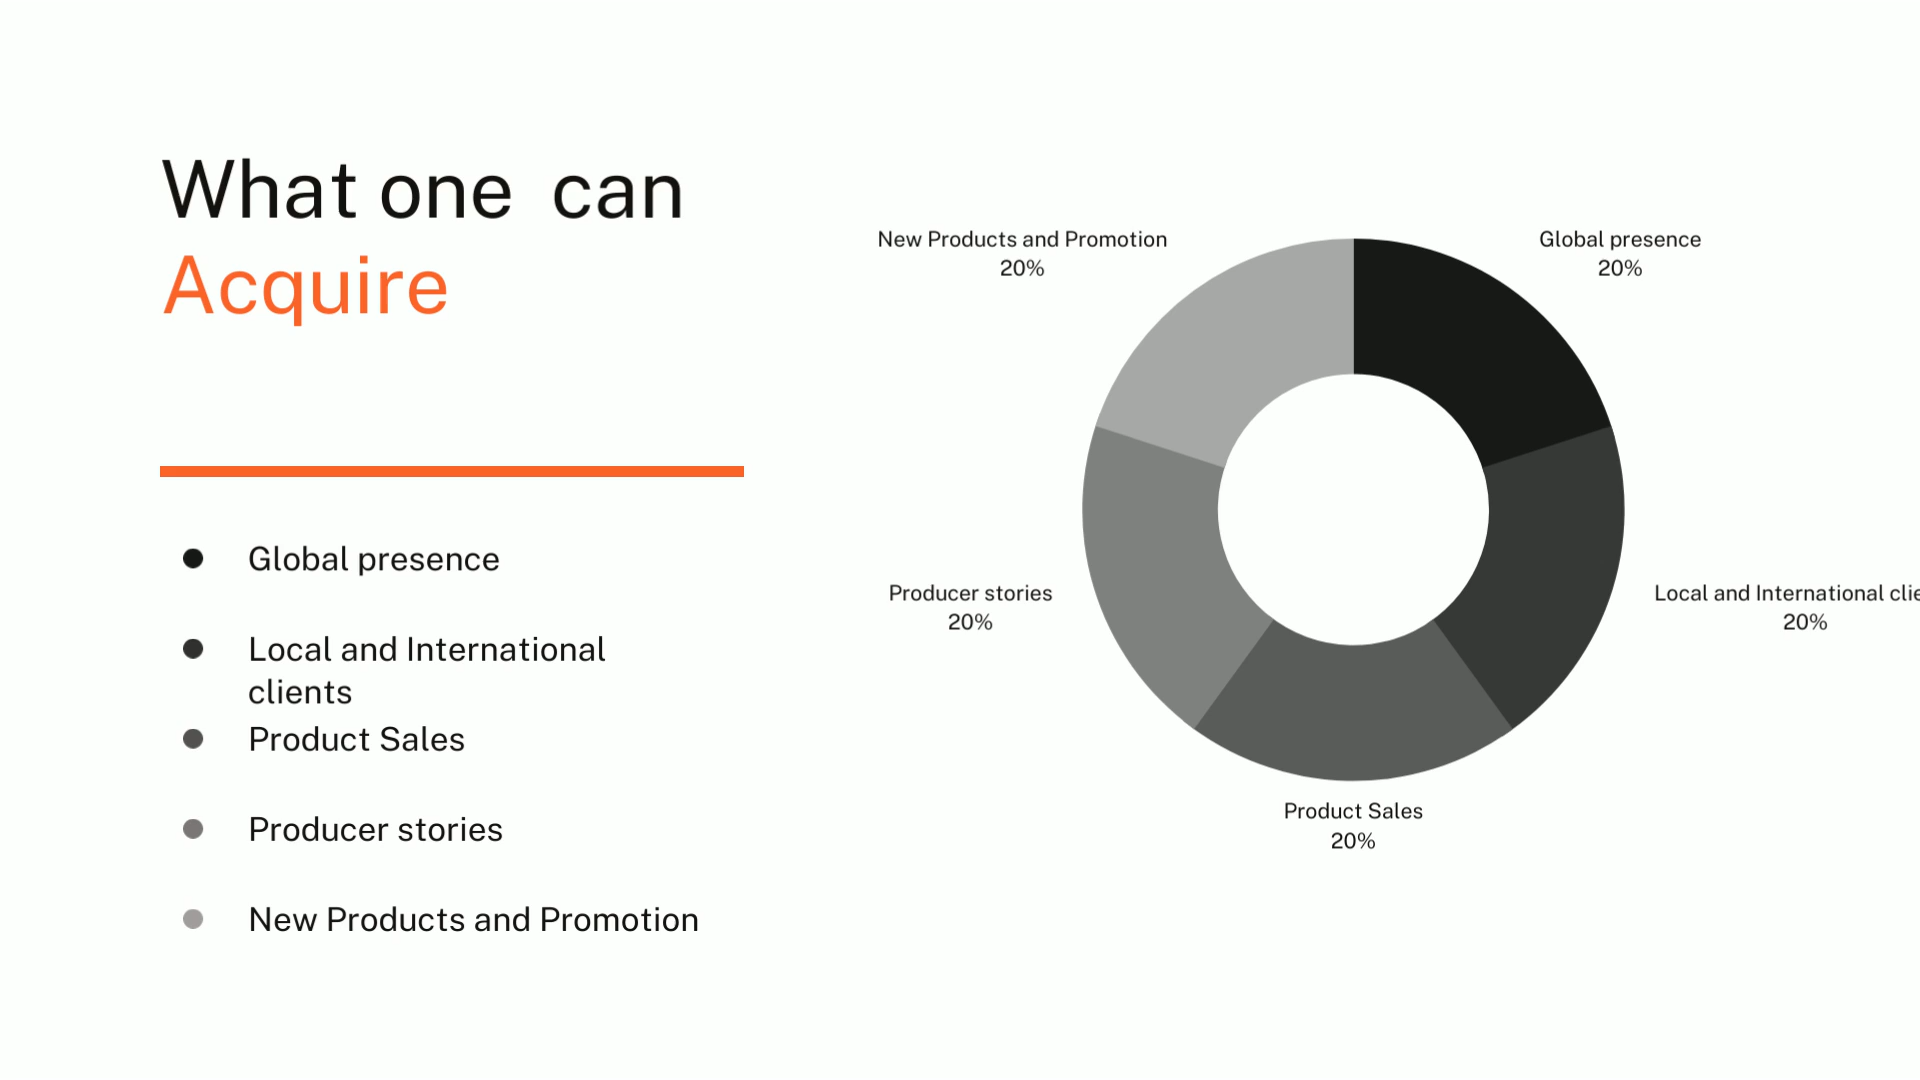 What one  can
Acquire
Global presence
Local and International
clients
Product Sales
Producer stories
New Products and Promotion
New Products and Promotion
20%
Global presence
20%
Producer stories
20%
Local and International clie
20%
Product Sales
20%